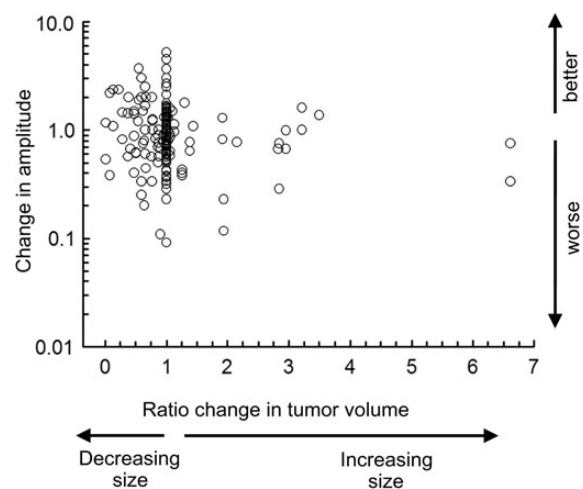 10.0
1.0
0.1
0.01
Change in amplitude
better
worse
0 1 2 3 4 5 6 7
Ratio change in tumor volume
Decreasing
size
Increasing
size